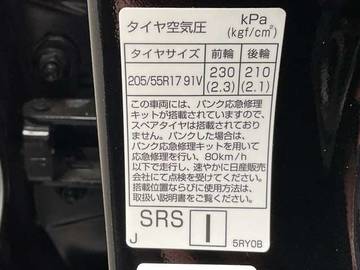 タイヤ空気圧 kPa (kgf/cm²)
タイヤサイズ 前輪 後輪
205/55R17 91V 230 (2.3) 210 (2.1)
この車両には、パンク応急修理
キットが搭載されていますので、
スペアタイヤは搭載されており
ません。パンクした場合は、
パンク応急修理キットを用いて
応急修理を行い、80km/h
以下で走行し、速やかに日産販売
会社にて点検を受けてください。
搭載位置ならびに使用方法は、
取扱い説明書をご覧ください。
SRS I
J 5RY0B